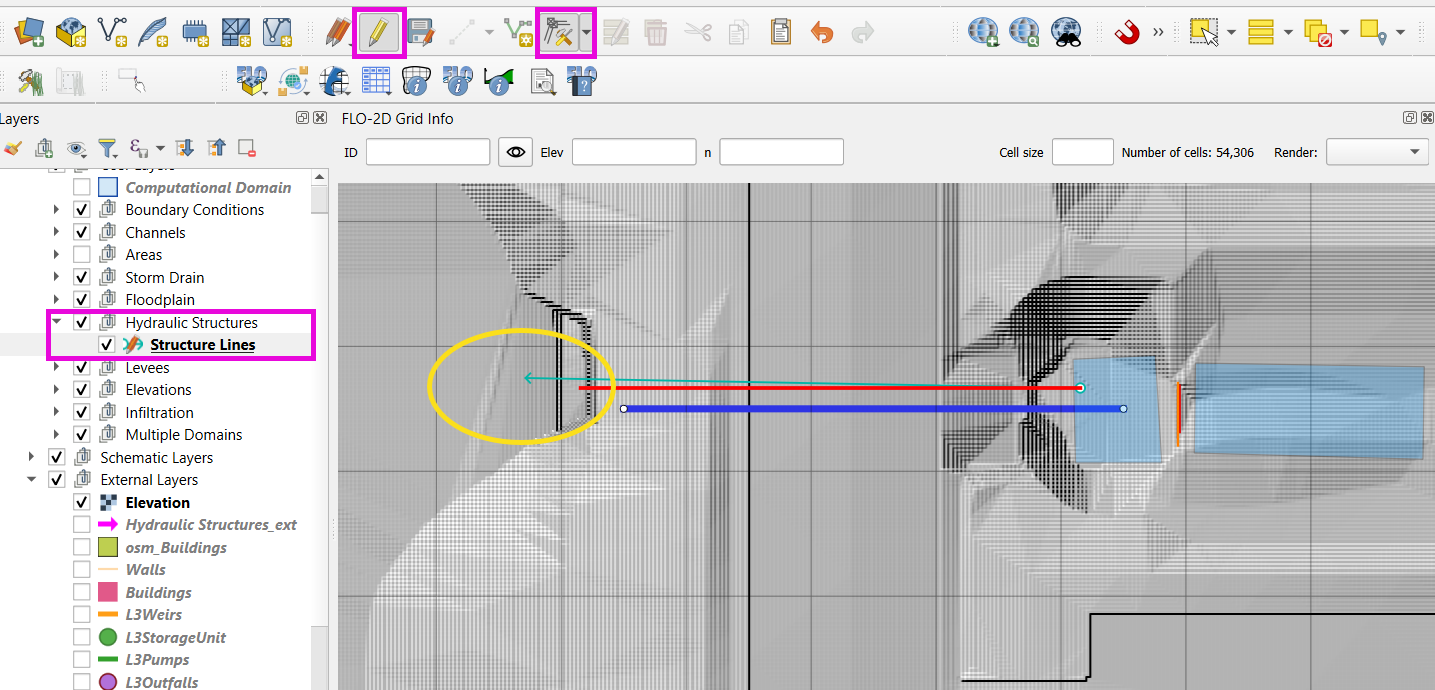 Layers
FLO-2D Grid Info
ID
Elev
n
Cell size
Number of cells: 54,306
Render:
Computational Domain
Boundary Conditions
Channels
Areas
Storm Drain
Floodplain
Hydraulic Structures
Structure Lines
Levees
Elevations
Infiltration
Multiple Domains
Schematic Layers
External Layers
Elevation
Hydraulic Structures_ext
osm_Buildings
Walls
Buildings
L3Weirs
L3StorageUnit
L3Pumps
L3Outfalls